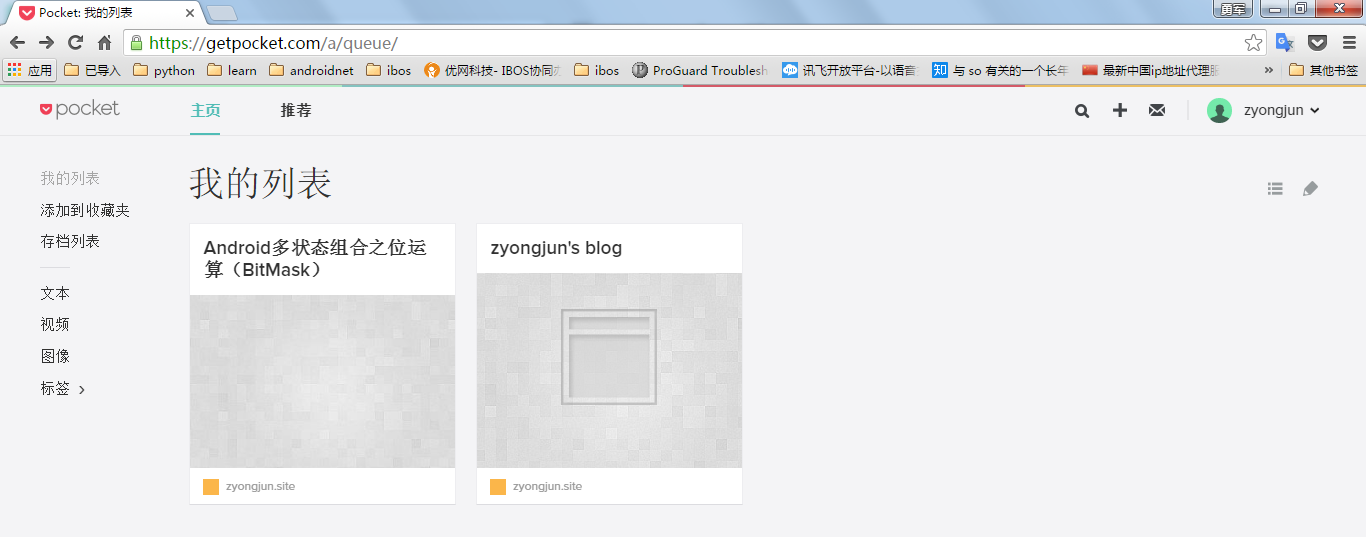 Pocket: 我的列表
勇军
https://getpocket.com/a/queue/
应用 已导入 python learn androidnet ibos 优网科技- IBOS协同 ibos ProGuard Troublesh 讯飞开放平台-以语音 与 so 有关的一个长年 最新中国ip地址代理服 » 其他书签
pocket 主页 推荐 zyongjun
我的列表
添加到收藏夹
存档列表
文本
视频
图像
标签
我的列表
Android多状态组合之位运
算（BitMask）
zyongjun.site
zyongjun's blog
zyongjun.site